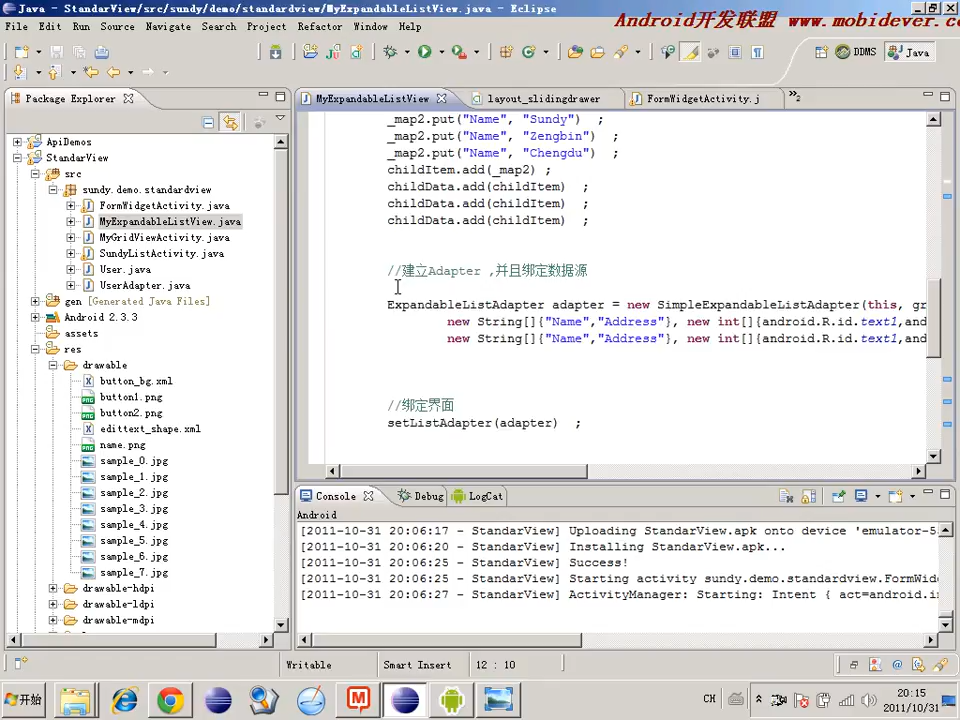 Java - StandarView/src/sundy/demo/standardview/MyExpandableListView.java - Eclipse
Android开发联盟 www.mobidever.com
File Edit Run Source Navigate Search Project Refactor Window Help
DDMS Java
Package Explorer
MyExpandableListView layout_slidingdrawer FormWidgetActivity.j »2
ApiDemos
StandarView
src
sundy.demo.standardview
FormWidgetActivity.java
MyExpandableListView.java
MyGridViewActivity.java
SundyListActivity.java
User.java
UserAdapter.java
gen [Generated Java Files]
Android 2.3.3
assets
res
drawable
button_bg.xml
button1.png
button2.png
edittext_shape.xml
name.png
sample_0.jpg
sample_1.jpg
sample_2.jpg
sample_3.jpg
sample_4.jpg
sample_5.jpg
sample_6.jpg
sample_7.jpg
drawable-hdpi
drawable-ldpi
drawable-mdpi
_map2.put("Name", "Sundy") ;
_map2.put("Name", "Zengbin") ;
_map2.put("Name", "Chengdu") ;
childItem.add(_map2) ;
childData.add(childItem) ;
childData.add(childItem) ;
childData.add(childItem) ;
//建立Adapter ,并且绑定数据源
ExpandableListAdapter adapter = new SimpleExpandableListAdapter(this, gr
new String[]{"Name","Address"}, new int[]{android.R.id.text1,and
new String[]{"Name","Address"}, new int[]{android.R.id.text1,and
//绑定界面
setListAdapter(adapter) ;
Console Debug LogCat
Android
[2011-10-31 20:06:17 - StandarView] Uploading StandarView.apk onto device 'emulator-5
[2011-10-31 20:06:20 - StandarView] Installing StandarView.apk...
[2011-10-31 20:06:25 - StandarView] Success!
[2011-10-31 20:06:25 - StandarView] Starting activity sundy.demo.standardview.FormWid
[2011-10-31 20:06:27 - StandarView] ActivityManager: Starting: Intent { act=android.i
Writable Smart Insert 12 : 10
开始
CH
20:15
2011/10/31